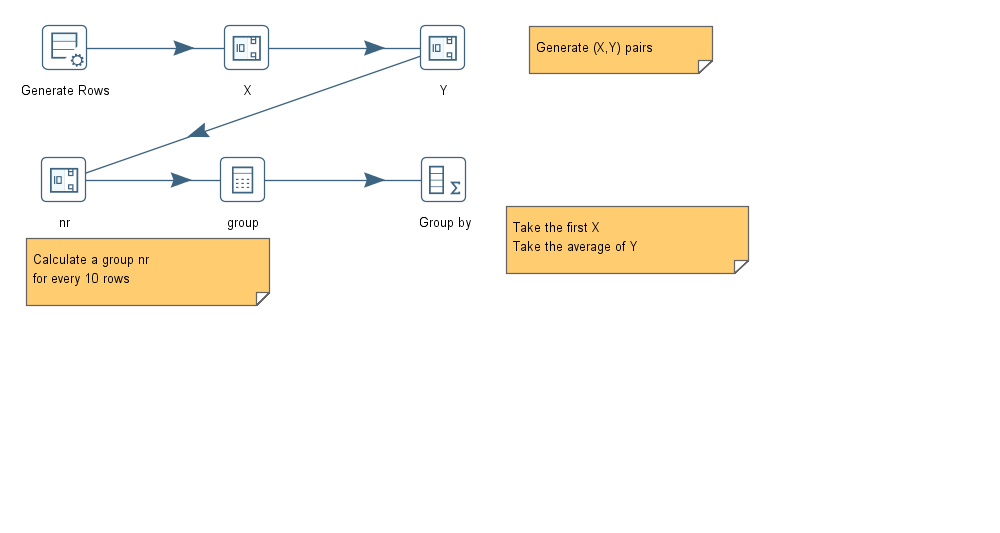 Generate Rows
X
Y
Generate (X,Y) pairs
nr
group
Group by
Take the first X
Take the average of Y
Calculate a group nr
for every 10 rows